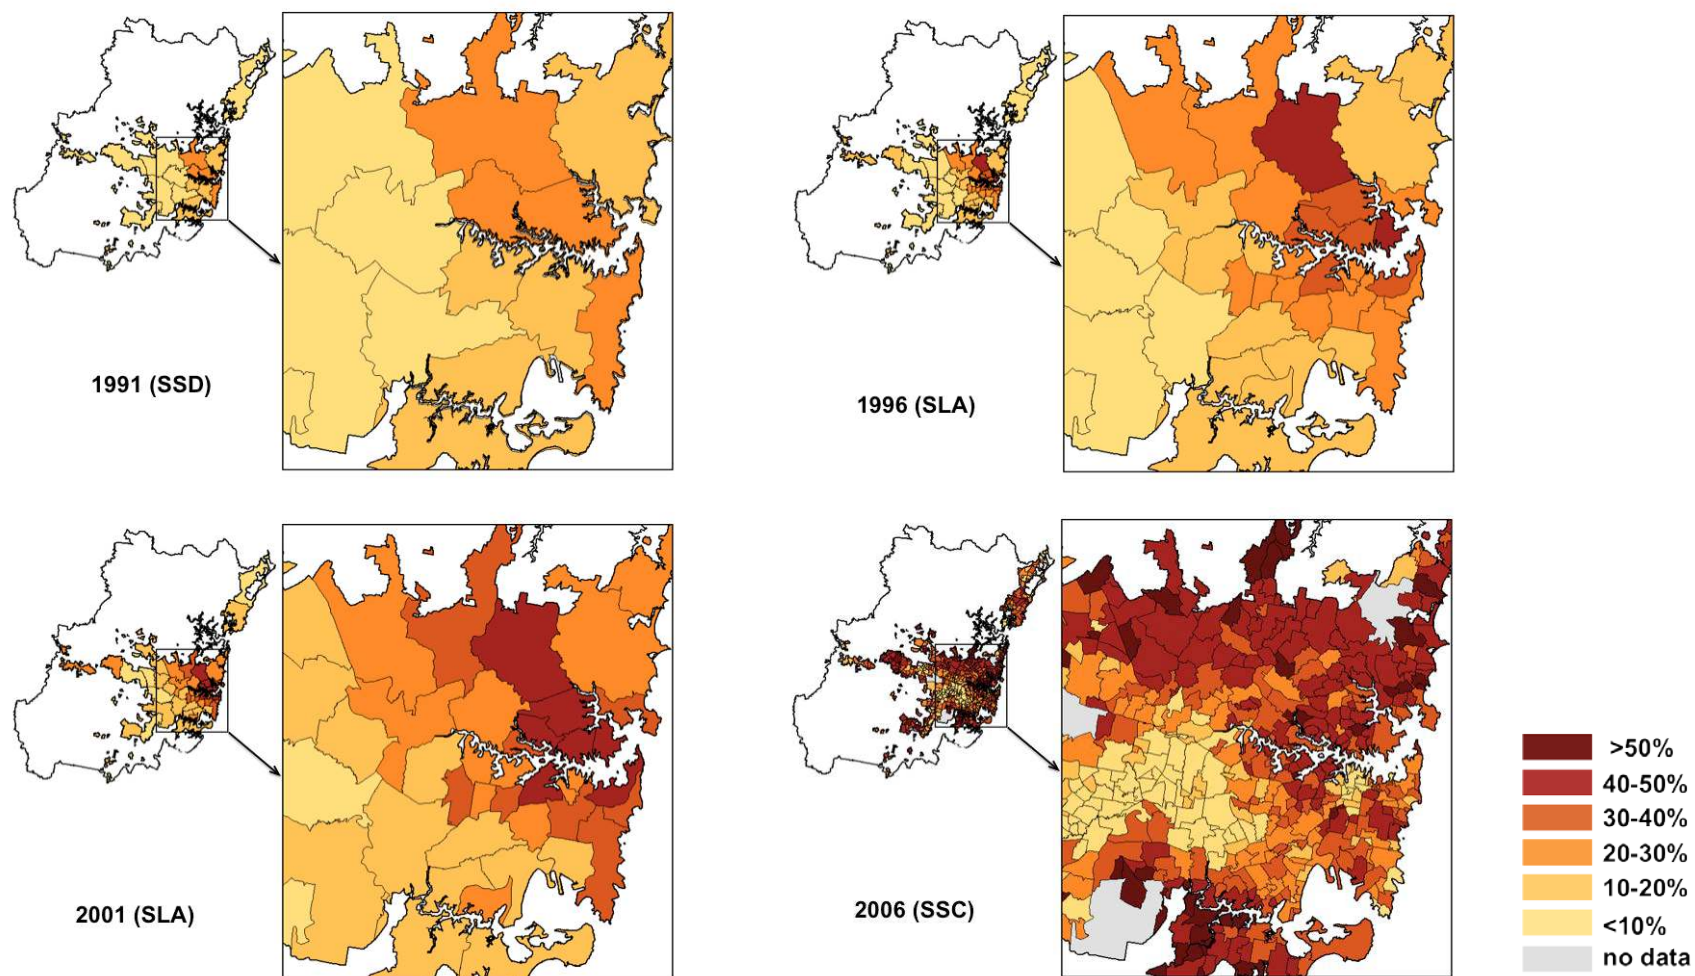 1991 (SSD)
1996 (SLA)
2001 (SLA)
2006 (SSC)
>50%
40-50%
30-40%
20-30%
10-20%
<10%
no data